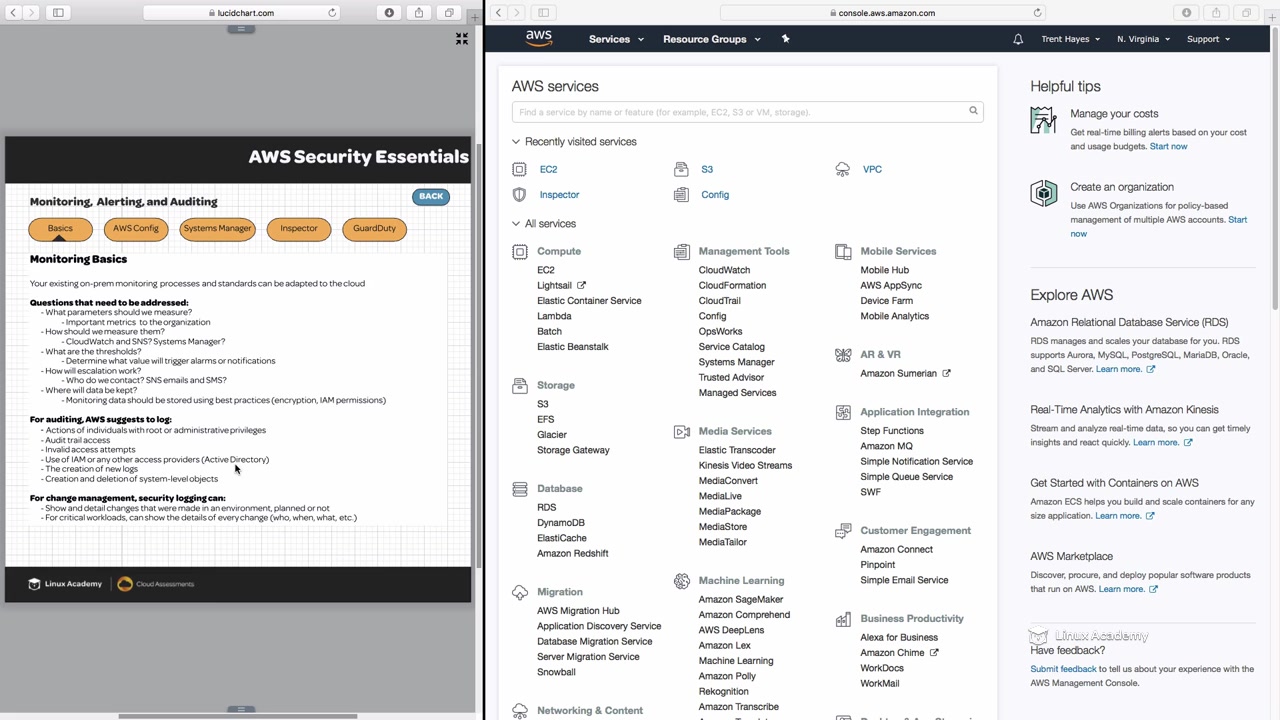 lucidchart.com
AWS Security Essentials
BACK
Monitoring, Alerting, and Auditing
Basics
AWS Config
Systems Manager
Inspector
GuardDuty
Monitoring Basics
Your existing on-prem monitoring processes and standards can be adapted to the cloud
Questions that need to be addressed:
- What parameters should we measure?
- Important metrics to the organization
- How should we measure them?
- CloudWatch and SNS? Systems Manager?
- What are the thresholds?
- Determine what value will trigger alarms or notifications
- How will escalation work?
- Who do we contact? SNS emails and SMS?
- Where will data be kept?
- Monitoring data should be stored using best practices (encryption, IAM permissions)
For auditing, AWS suggests to log:
- Actions of individuals with root or administrative privileges
- Audit trail access
- Invalid access attempts
- Use of IAM or any other access providers (Active Directory)
- The creation of new logs
- Creation and deletion of system-level objects
For change management, security logging can:
- Show and detail changes that were made in an environment, planned or not
- For critical workloads, can show the details of every change (who, when, what, etc.)
Linux Academy
Cloud Assessments
console.aws.amazon.com
aws
Services
Resource Groups
Trent Hayes
N. Virginia
Support
AWS services
Find a service by name or feature (for example, EC2, S3 or VM, storage).
Recently visited services
EC2
S3
VPC
Inspector
Config
All services
Compute
EC2
Lightsail
Elastic Container Service
Lambda
Batch
Elastic Beanstalk
Storage
S3
EFS
Glacier
Storage Gateway
Database
RDS
DynamoDB
ElastiCache
Amazon Redshift
Migration
AWS Migration Hub
Application Discovery Service
Database Migration Service
Server Migration Service
Snowball
Networking & Content
Management Tools
CloudWatch
CloudFormation
CloudTrail
Config
OpsWorks
Service Catalog
Systems Manager
Trusted Advisor
Managed Services
Media Services
Elastic Transcoder
Kinesis Video Streams
MediaConvert
MediaLive
MediaPackage
MediaStore
MediaTailor
Machine Learning
Amazon SageMaker
Amazon Comprehend
AWS DeepLens
Amazon Lex
Machine Learning
Amazon Polly
Rekognition
Amazon Transcribe
Mobile Services
Mobile Hub
AWS AppSync
Device Farm
Mobile Analytics
AR & VR
Amazon Sumerian
Application Integration
Step Functions
Amazon MQ
Simple Notification Service
Simple Queue Service
SWF
Customer Engagement
Amazon Connect
Pinpoint
Simple Email Service
Business Productivity
Alexa for Business
Amazon Chime
WorkDocs
WorkMail
Helpful tips
Manage your costs
Get real-time billing alerts based on your cost
and usage budgets. Start now
Create an organization
Use AWS Organizations for policy-based
management of multiple AWS accounts. Start
now
Explore AWS
Amazon Relational Database Service (RDS)
RDS manages and scales your database for you. RDS
supports Aurora, MySQL, PostgreSQL, MariaDB, Oracle,
and SQL Server. Learn more.
Real-Time Analytics with Amazon Kinesis
Stream and analyze real-time data, so you can get timely
insights and react quickly. Learn more.
Get Started with Containers on AWS
Amazon ECS helps you build and scale containers for any
size application. Learn more.
AWS Marketplace
Discover, procure, and deploy popular software products
that run on AWS. Learn more.
Linux Academy
Have feedback?
Submit feedback to tell us about your experience with the
AWS Management Console.